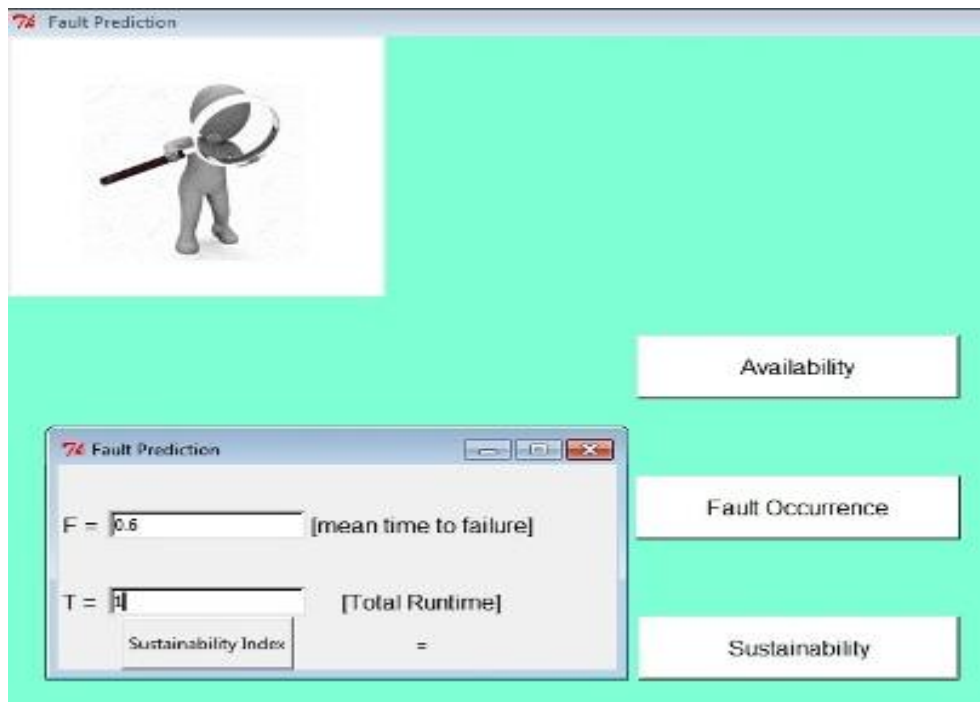 Fault Prediction
Availability
Fault Prediction
F = 0.6 [mean time to failure]
Fault Occurrence
T = 1 [Total Runtime]
Sustainability Index =
Sustainability